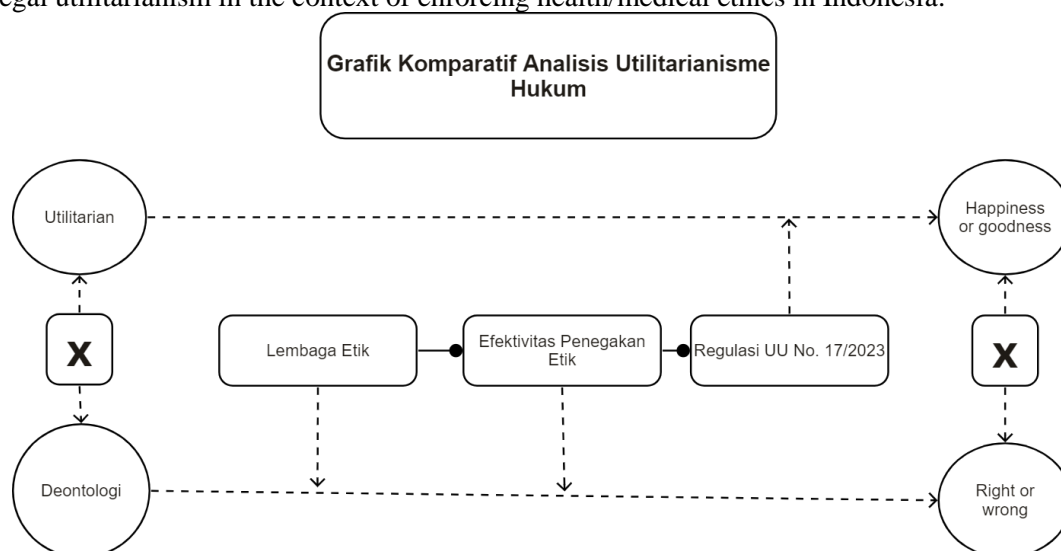 egal utilitarianism in the context of enforcing health/medical ethics in Indonesia.
Grafik Komparatif Analisis Utilitarianisme
Hukum
Utilitarian
Happiness
or goodness
X
Lembaga Etik
Efektivitas Penegakan
Etik
Regulasi UU No. 17/2023
X
Deontologi
Right or
wrong